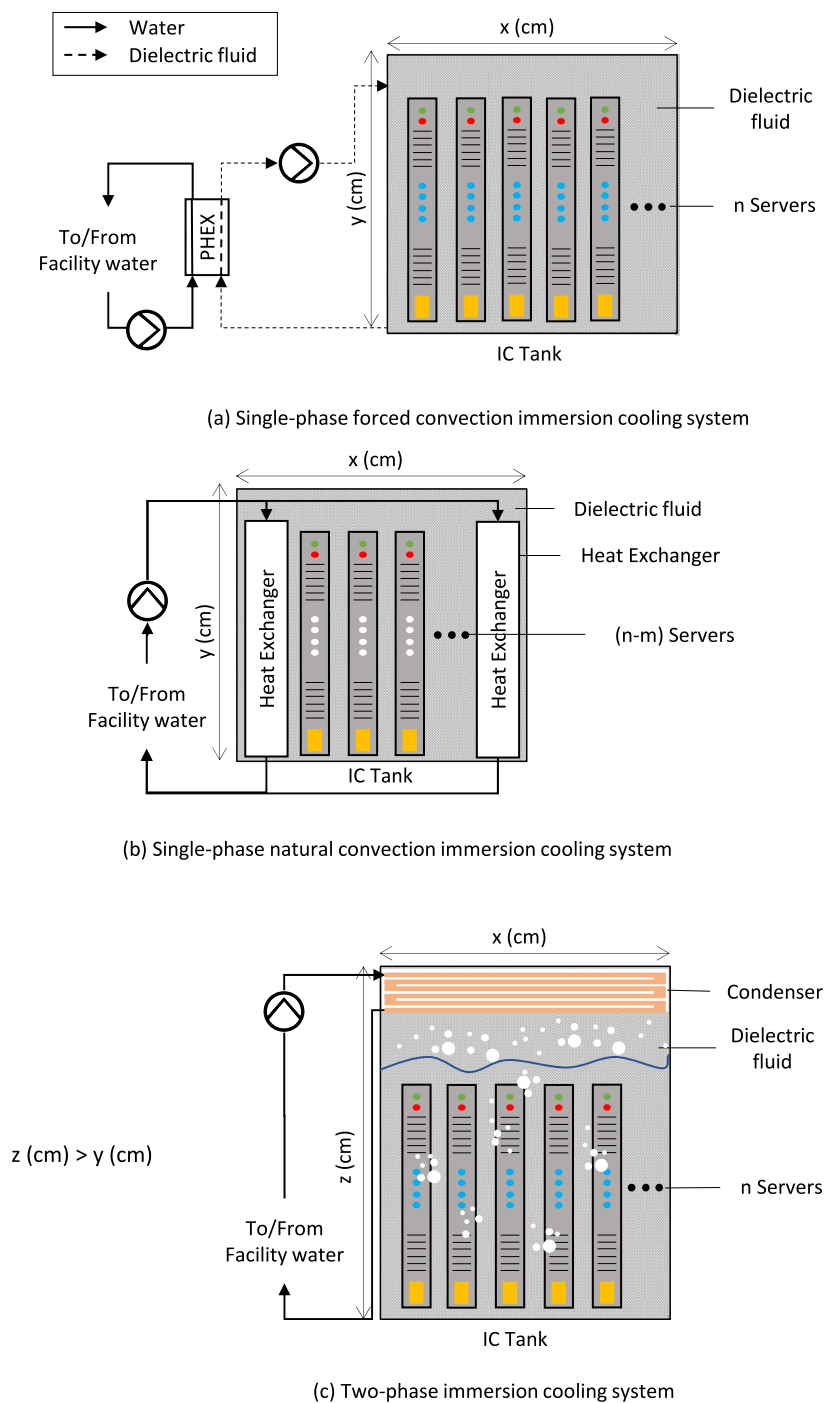 Water
Dielectric fluid
x (cm)
y (cm)
Dielectric
fluid
n Servers
PHEX
To/From
Facility water
IC Tank
(a) Single-phase forced convection immersion cooling system
x (cm)
y (cm)
Dielectric fluid
Heat Exchanger
Heat Exchanger
Heat Exchanger
(n-m) Servers
To/From
Facility water
IC Tank
(b) Single-phase natural convection immersion cooling system
x (cm)
Condenser
Dielectric
fluid
z (cm) > y (cm)
z (cm)
n Servers
To/From
Facility water
IC Tank
(c) Two-phase immersion cooling system